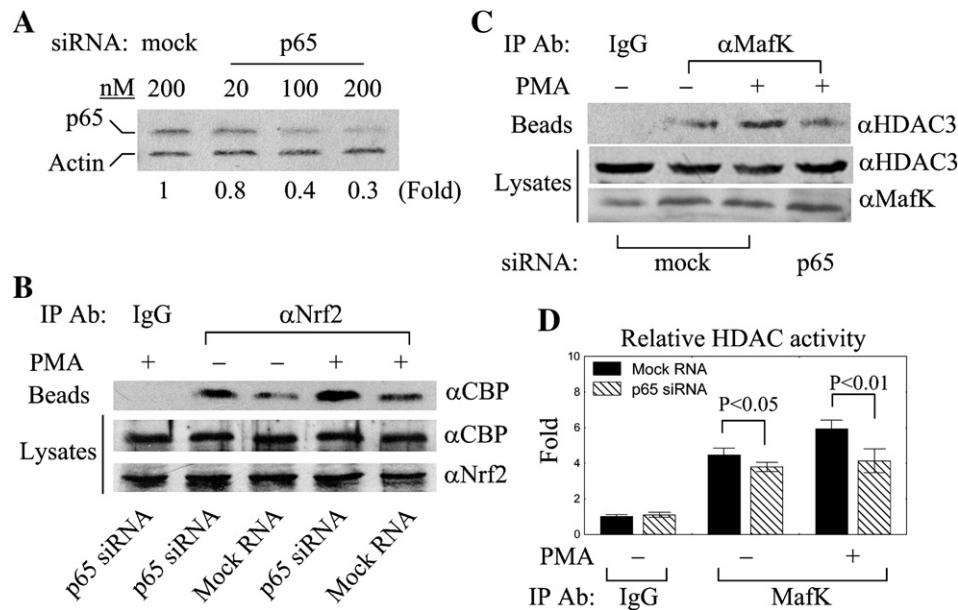 A
siRNA: mock p65
nM 200 20 100 200
p65
Actin
1 0.8 0.4 0.3 (Fold)
B
IP Ab: IgG αNrf2
PMA + − − + +
Beads αCBP
Lysates αCBP
αNrf2
p65 siRNA p65 siRNA Mock RNA p65 siRNA Mock RNA
C
IP Ab: IgG αMafK
PMA − − + +
Beads αHDAC3
Lysates αHDAC3
αMafK
siRNA: mock p65
D
Relative HDAC activity
10
8
6
4
2
0
Fold
Mock RNA
p65 siRNA
P<0.05
P<0.01
PMA − +
IP Ab: IgG MafK